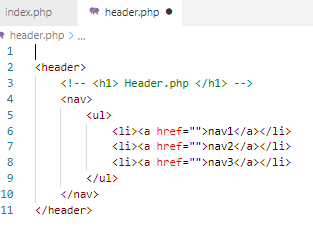 index.php
header.php
header.php > ...
1
2 <header>
3 <!-- <h1> Header.php </h1> -->
4 <nav>
5 <ul>
6 <li><a href="">nav1</a></li>
7 <li><a href="">nav2</a></li>
8 <li><a href="">nav3</a></li>
9 </ul>
10 </nav>
11 </header>